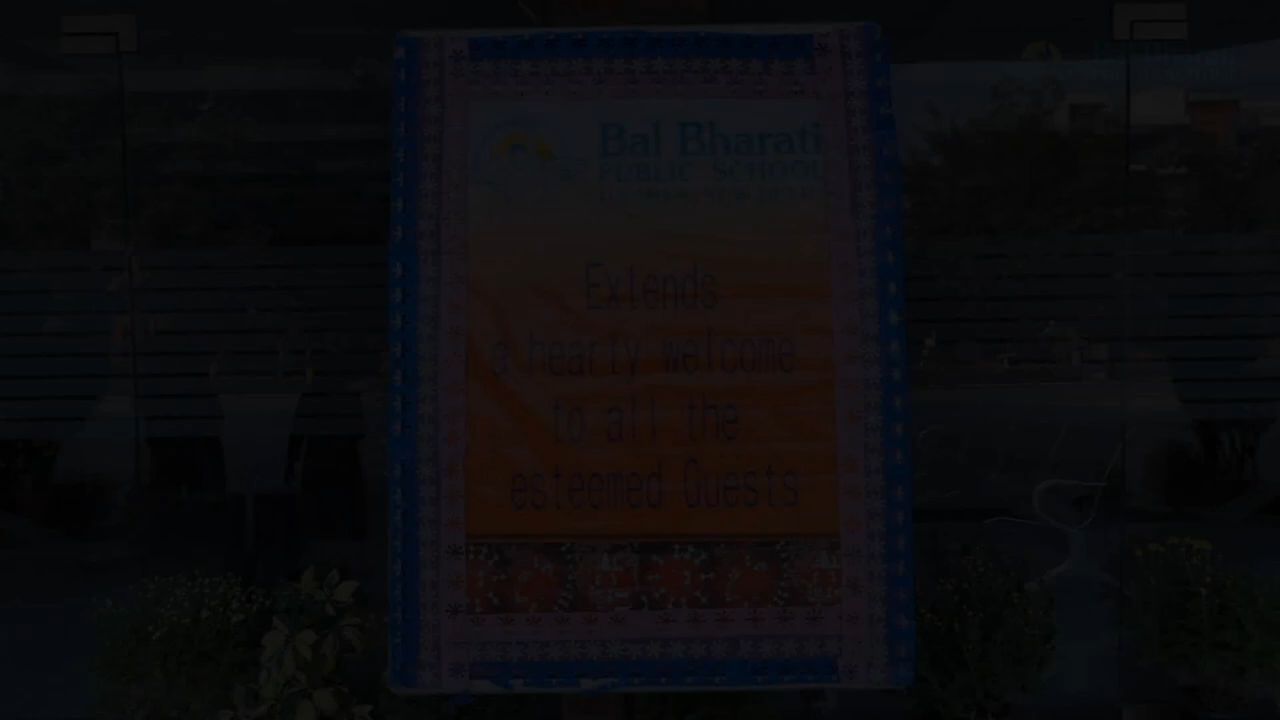 Bal Bharati
PUBLIC SCHOOL
Extends
a hearty welcome
to all the
esteemed Guests